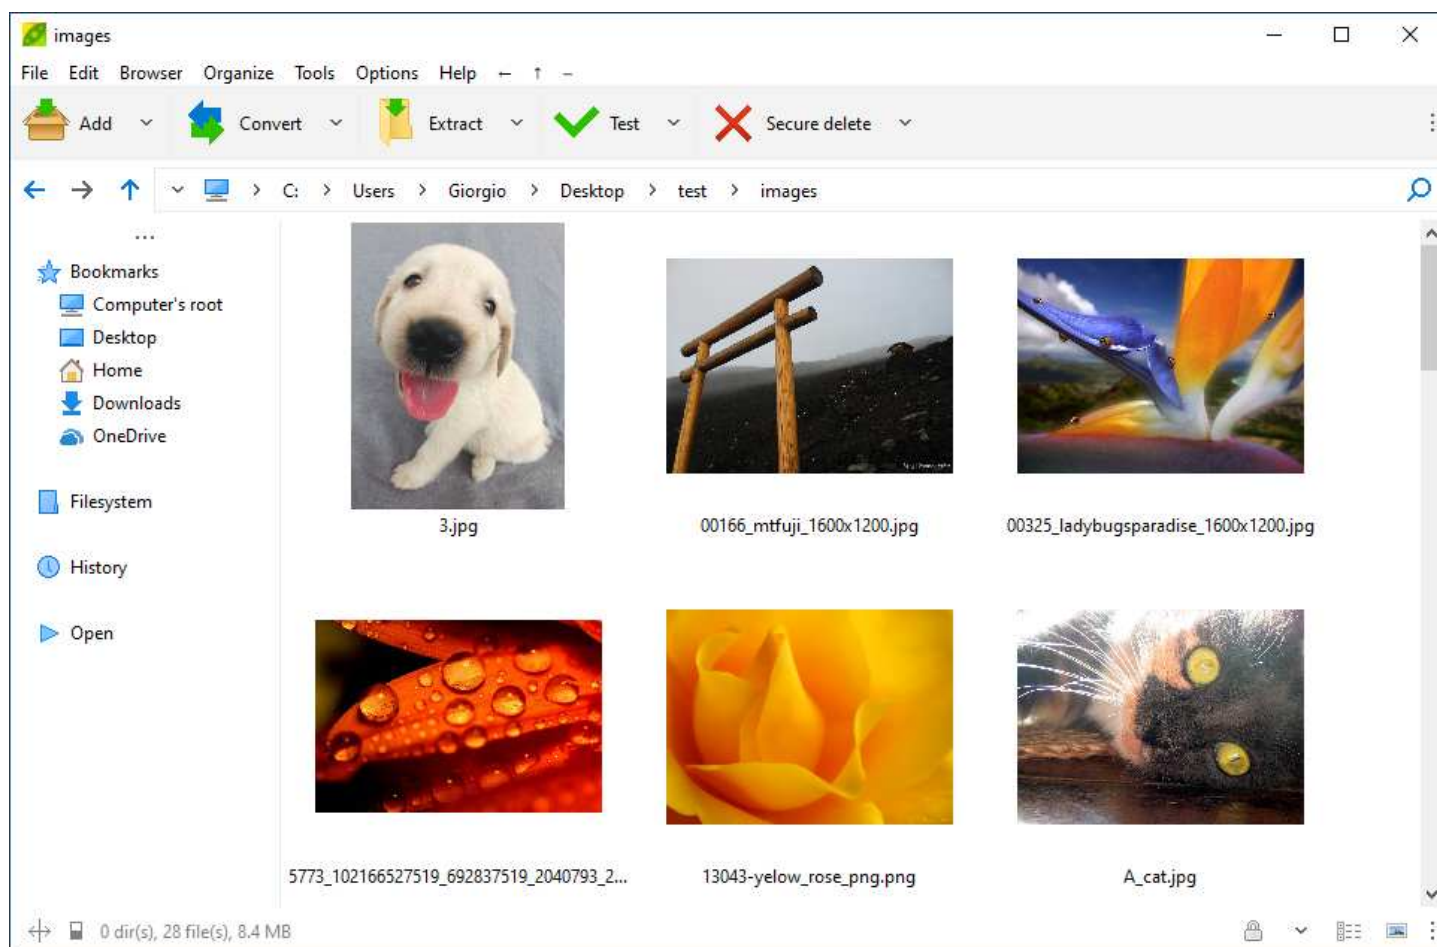 images
File Edit Browser Organize Tools Options Help ← ↑ –
Add Convert Extract Test Secure delete
C: > Users > Giorgio > Desktop > test > images
...
Bookmarks
Computer's root
Desktop
Home
Downloads
OneDrive
Filesystem
History
Open
3.jpg 00166_mtfuji_1600x1200.jpg 00325_ladybugsparadise_1600x1200.jpg
5773_102166527519_692837519_2040793_2... 13043-yelow_rose_png.png A_cat.jpg
0 dir(s), 28 file(s), 8.4 MB